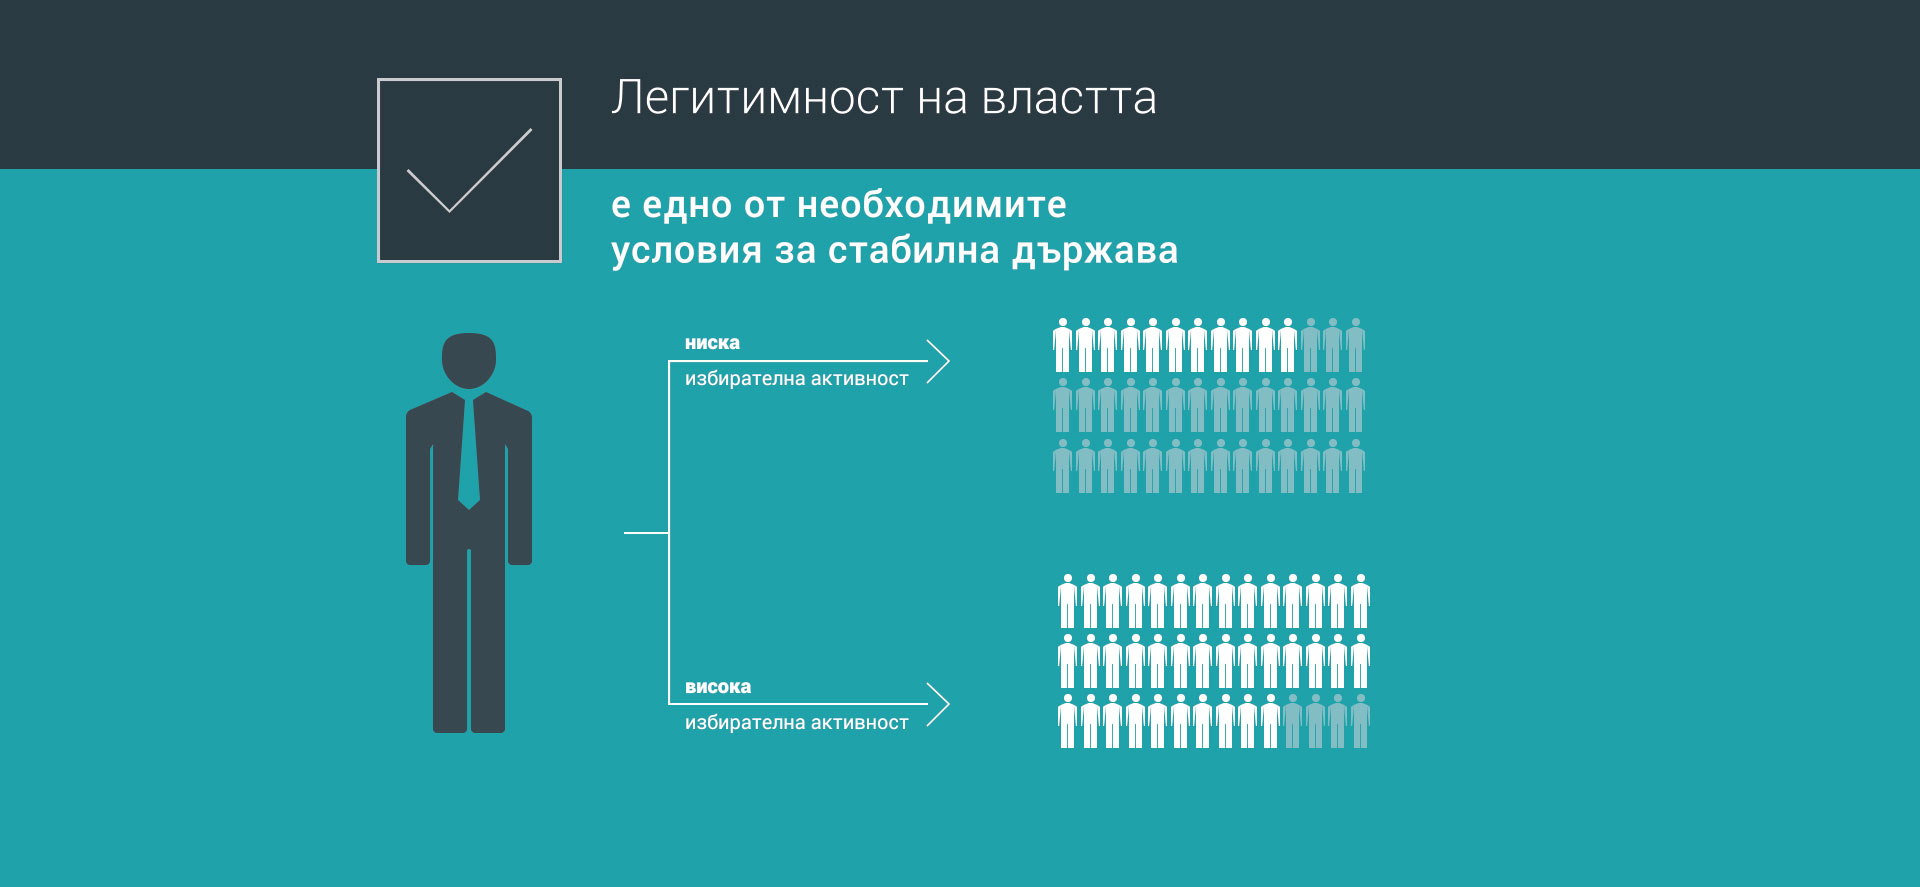 Легитимност на властта
е едно от необходимите
условия за стабилна държава
ниска
избирателна активност
висока
избирателна активност